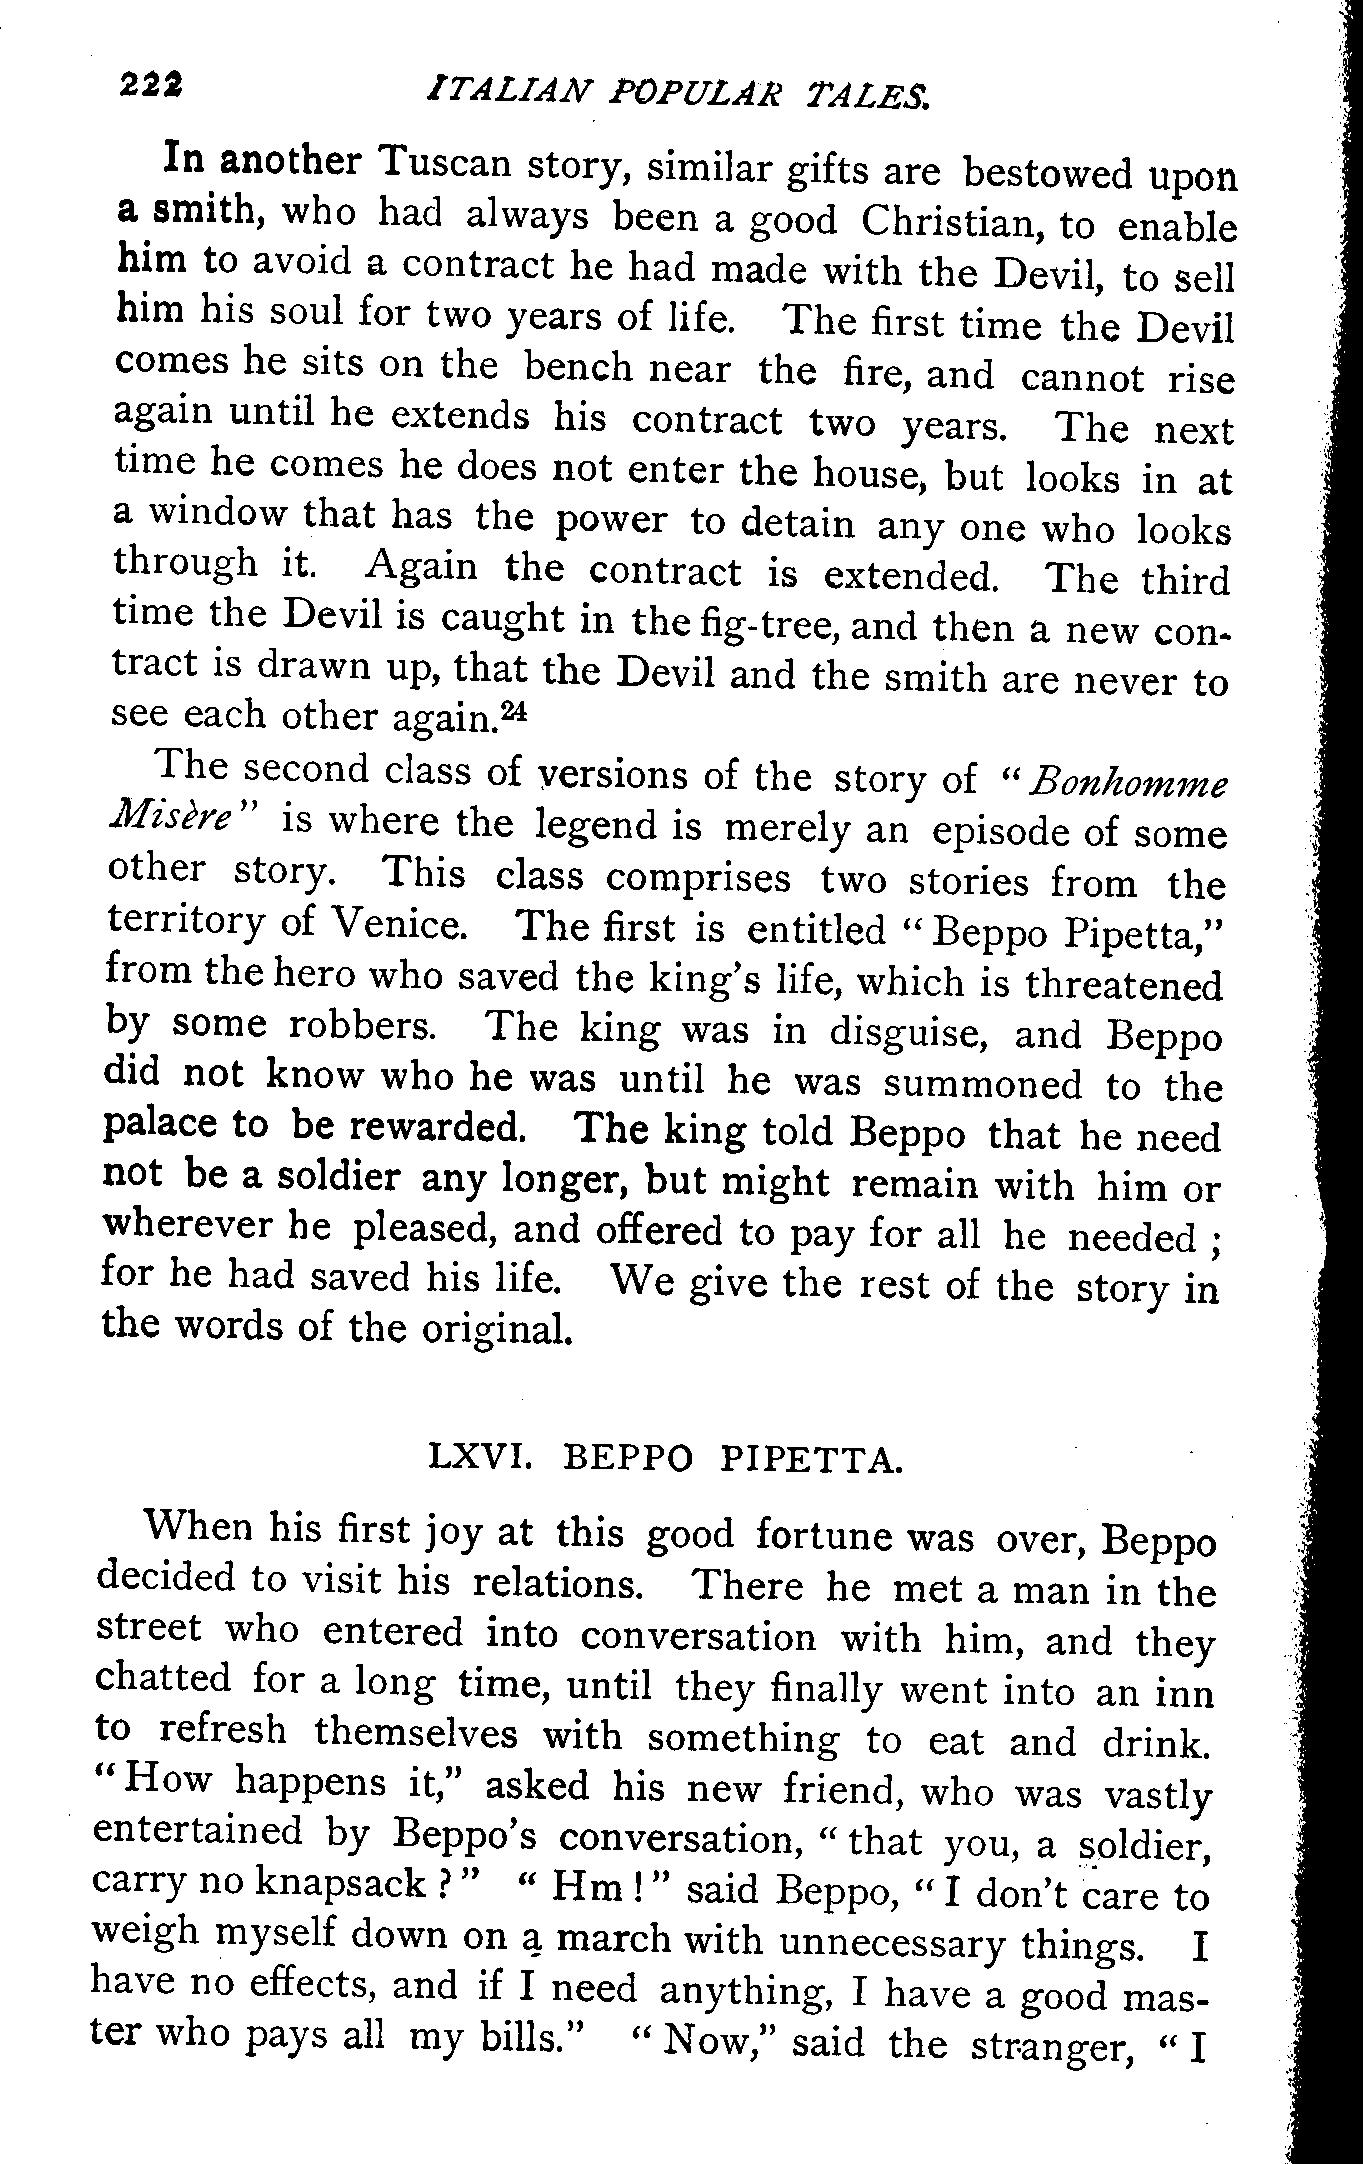 222 ITALIAN POPULAR TALES.
In another Tuscan story, similar gifts are bestowed upon
a smith, who had always been a good Christian, to enable
him to avoid a contract he had made with the Devil, to sell
him his soul for two years of life. The first time the Devil
comes he sits on the bench near the fire, and cannot rise
again until he extends his contract two years. The next
time he comes he does not enter the house, but looks in at
a window that has the power to detain any one who looks
through it. Again the contract is extended. The third
time the Devil is caught in the fig-tree, and then a new con-
tract is drawn up, that the Devil and the smith are never to
see each other again.24
The second class of versions of the story of "Bonhomme
Misère" is where the legend is merely an episode of some
other story. This class comprises two stories from the
territory of Venice. The first is entitled "Beppo Pipetta,"
from the hero who saved the king's life, which is threatened
by some robbers. The king was in disguise, and Beppo
did not know who he was until he was summoned to the
palace to be rewarded. The king told Beppo that he need
not be a soldier any longer, but might remain with him or
wherever he pleased, and offered to pay for all he needed ;
for he had saved his life. We give the rest of the story in
the words of the original.
LXVI. BEPPO PIPETTA.
When his first joy at this good fortune was over, Beppo
decided to visit his relations. There he met a man in the
street who entered into conversation with him, and they
chatted for a long time, until they finally went into an inn
to refresh themselves with something to eat and drink.
"How happens it," asked his new friend, who was vastly
entertained by Beppo's conversation, "that you, a soldier,
carry no knapsack ?" "Hm!" said Beppo, "I don't care to
weigh myself down on a march with unnecessary things. I
have no effects, and if I need anything, I have a good mas-
ter who pays all my bills." "Now," said the stranger, "I